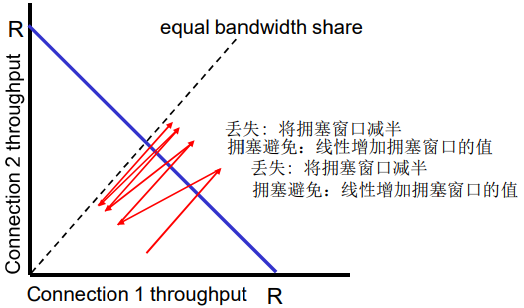 R
equal bandwidth share
Connection 2 throughput
丢失: 将拥塞窗口减半
拥塞避免: 线性增加拥塞窗口的值
丢失: 将拥塞窗口减半
拥塞避免: 线性增加拥塞窗口的值
Connection 1 throughput
R